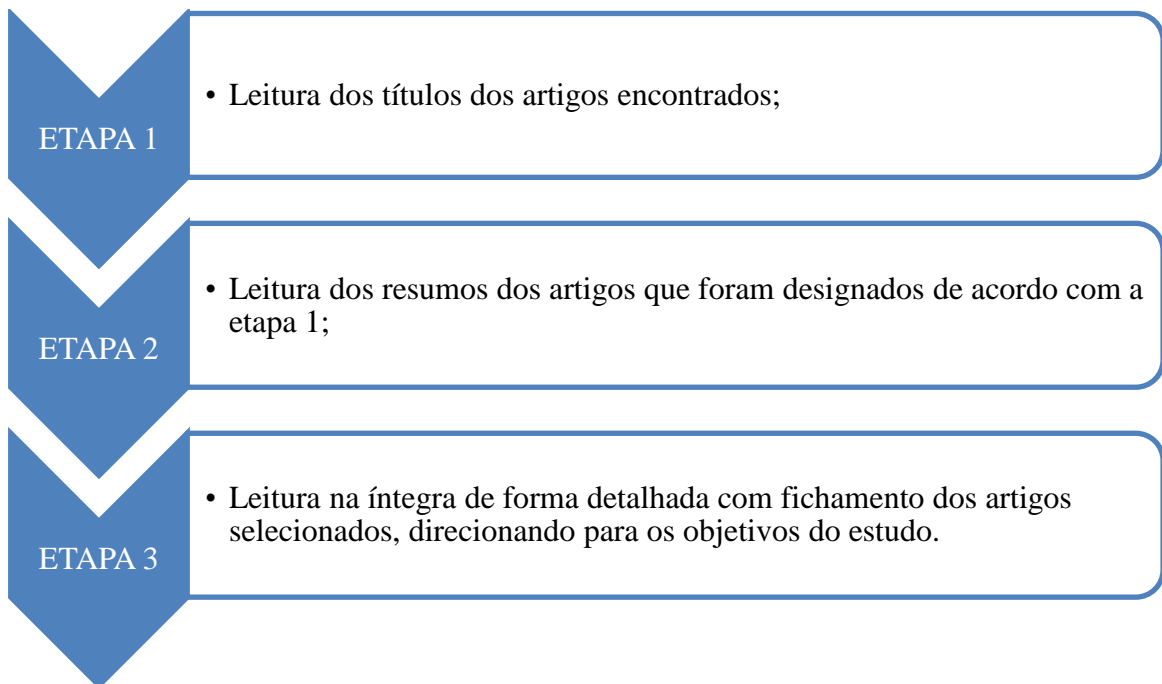 ETAPA 1
• Leitura dos títulos dos artigos encontrados;
ETAPA 2
• Leitura dos resumos dos artigos que foram designados de acordo com a
etapa 1;
ETAPA 3
• Leitura na íntegra de forma detalhada com fichamento dos artigos
selecionados, direcionando para os objetivos do estudo.